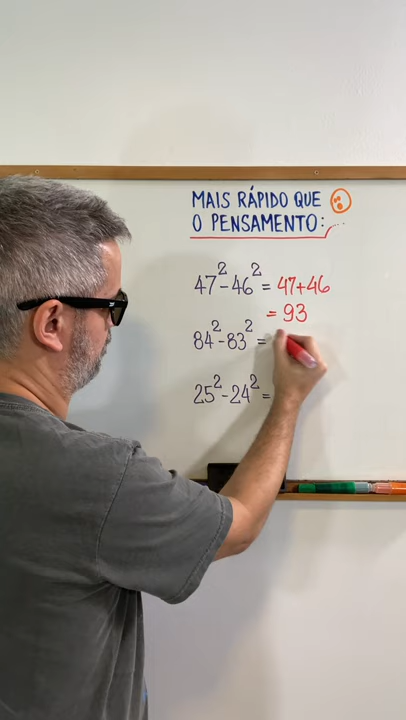 MAIS RÁPIDO QUE
O PENSAMENTO:
47² - 46² = 47+46
= 93
84² - 83² =
25² - 24² =